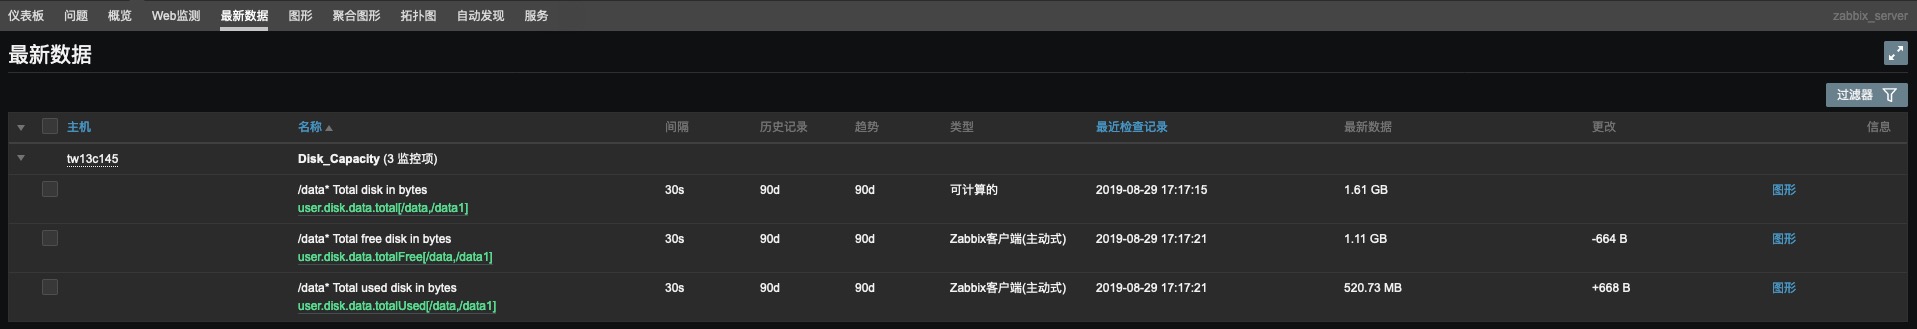 仪表板 问题 概览 Web监测 最新数据 图形 聚合图形 拓扑图 自动发现 服务 zabbix_server
最新数据
过滤器
主机 名称 间隔 历史记录 趋势 类型 最近检查记录 最新数据 更改 信息
tw13c145 Disk_Capacity (3 监控项)
/data* Total disk in bytes 30s 90d 90d 可计算的 2019-08-29 17:17:15 1.61 GB 图形
user.disk.data.total[/data,/data1]
/data* Total free disk in bytes 30s 90d 90d Zabbix客户端(主动式) 2019-08-29 17:17:21 1.11 GB -664 B 图形
user.disk.data.totalFree[/data,/data1]
/data* Total used disk in bytes 30s 90d 90d Zabbix客户端(主动式) 2019-08-29 17:17:21 520.73 MB +668 B 图形
user.disk.data.totalUsed[/data,/data1]